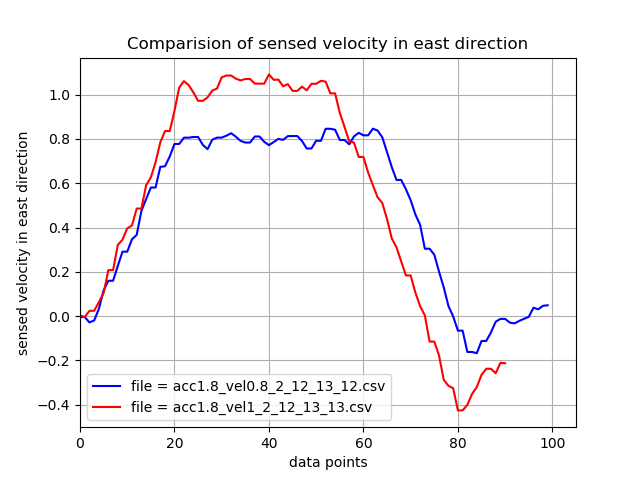 Comparision of sensed velocity in east direction
sensed velocity in east direction
1.0
0.8
0.6
0.4
0.2
0.0
−0.2
−0.4
file = acc1.8_vel0.8_2_12_13_12.csv
file = acc1.8_vel1_2_12_13_13.csv
0 20 40 60 80 100
data points